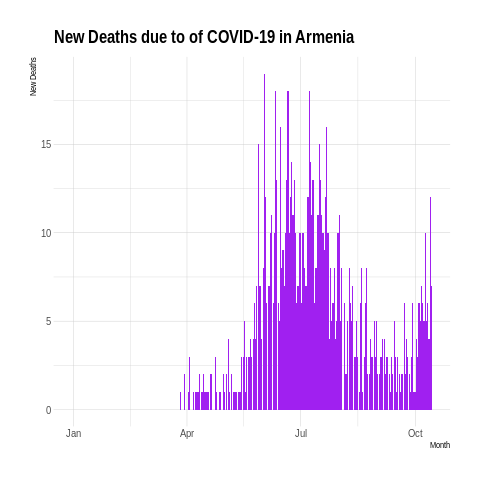 New Deaths due to of COVID-19 in Armenia
New Deaths
15
10
5
0
Jan Apr Jul Oct
Month